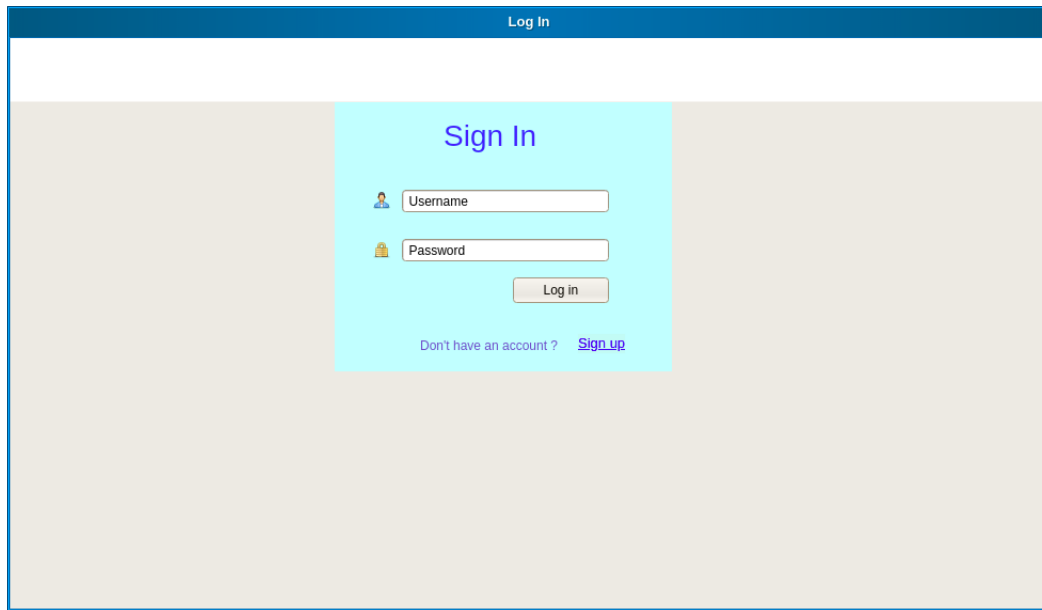 Log In
Sign In
Username
Password
Log in
Don't have an account ? Sign up